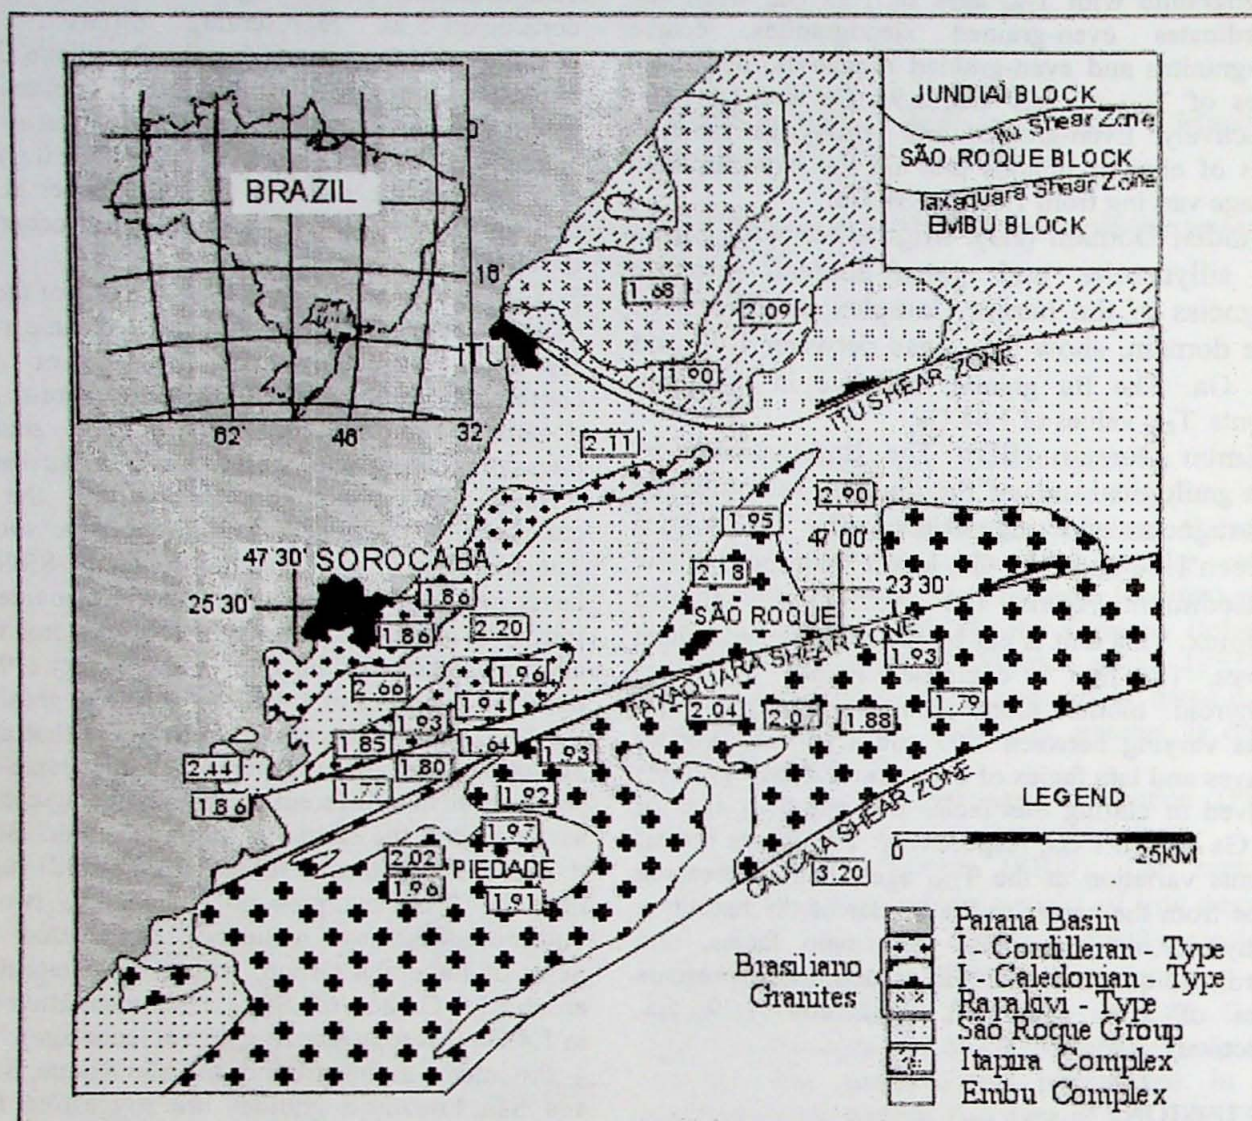 JUNDIAÌ BLOCK
Itu Shear Zone
SÃO ROQUE BLOCK
Taxaquara Shear Zone
EMBU BLOCK
BRAZIL
0
16
62'
48'
32'
ITU
1.68
2.09
1.90
ITU SHEAR ZONE
2.11
2.90
1.95
47 00'
47 30'
SOROCABA
2.18
23 30'
25 30'
1.86
SÃO ROQUE
1.86
2.20
TAXAQUARA SHEAR ZONE
1.93
1.96
2.66
1.94
2.04
2.07
1.88
1.79
1.93
1.85
1.64
1.93
2.44
1.80
1.77
1.92
1.86
CAUCAIA SHEAR ZONE
LEGEND
1.97
0
25KM
2.02
PIEDADE
3.20
1.96
1.91
Parana Basin
Brasiliano
Granites
I - Cordilleran - Type
I - Caledonian - Type
Rapakivi - Type
São Roque Group
Itapira Complex
Embu Complex